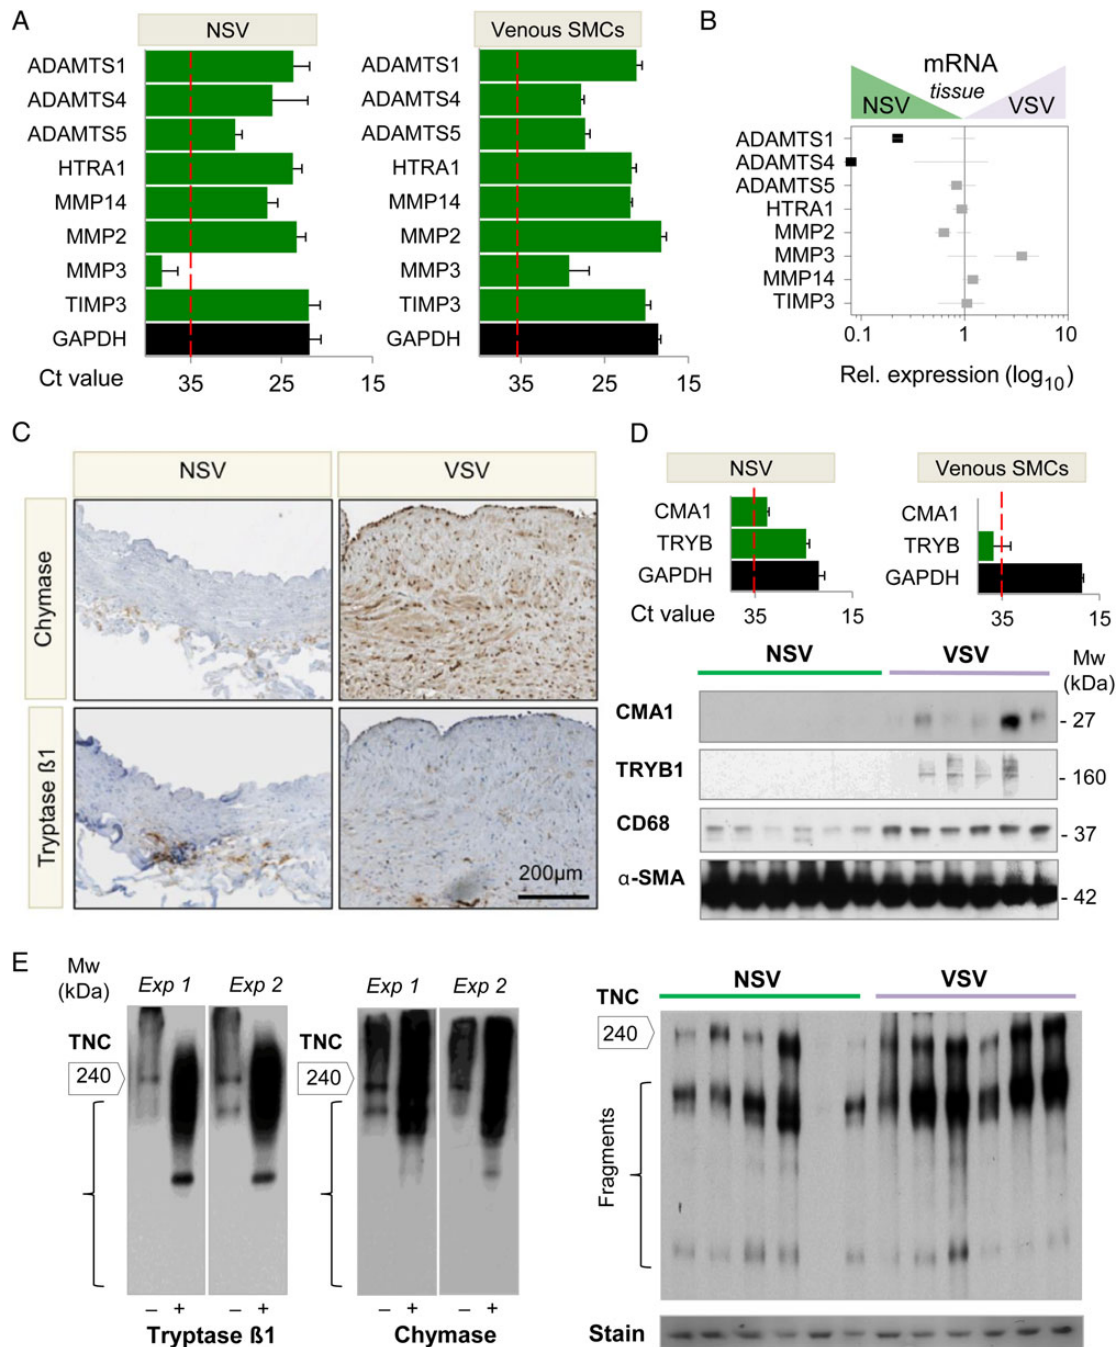 A
NSV
ADAMTS1
ADAMTS4
ADAMTS5
HTRA1
MMP14
MMP2
MMP3
TIMP3
GAPDH
Ct value
35
25
15
Venous SMCs
ADAMTS1
ADAMTS4
ADAMTS5
HTRA1
MMP14
MMP2
MMP3
TIMP3
GAPDH
35
25
15
B
mRNA
tissue
NSV
VSV
ADAMTS1
ADAMTS4
ADAMTS5
HTRA1
MMP2
MMP3
MMP14
TIMP3
0.1
1
10
Rel. expression (log10)
C
NSV
VSV
Chymase
Tryptase ß1
200µm
D
NSV
CMA1
TRYB
GAPDH
Ct value
35
15
Venous SMCs
CMA1
TRYB
GAPDH
35
15
NSV
VSV
Mw
(kDa)
CMA1
- 27
TRYB1
- 160
CD68
- 37
α-SMA
- 42
E
Mw
(kDa)
Exp 1
Exp 2
TNC
240
– + – +
Tryptase ß1
Exp 1
Exp 2
TNC
240
– + – +
Chymase
NSV
VSV
TNC
240
Fragments
Stain